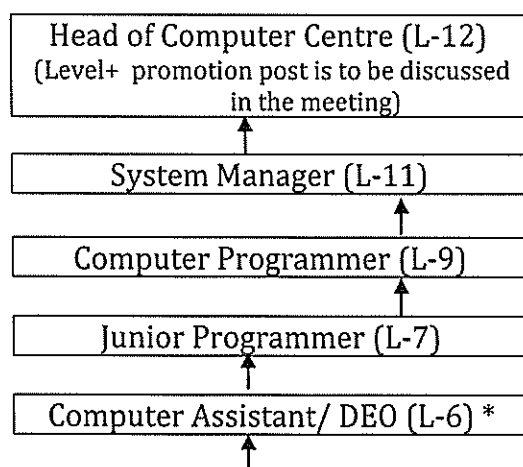 Head of Computer Centre (L-12)
(Level+ promotion post is to be discussed
in the meeting)
System Manager (L-11)
Computer Programmer (L-9)
Junior Programmer (L-7)
Computer Assistant/ DEO (L-6) *